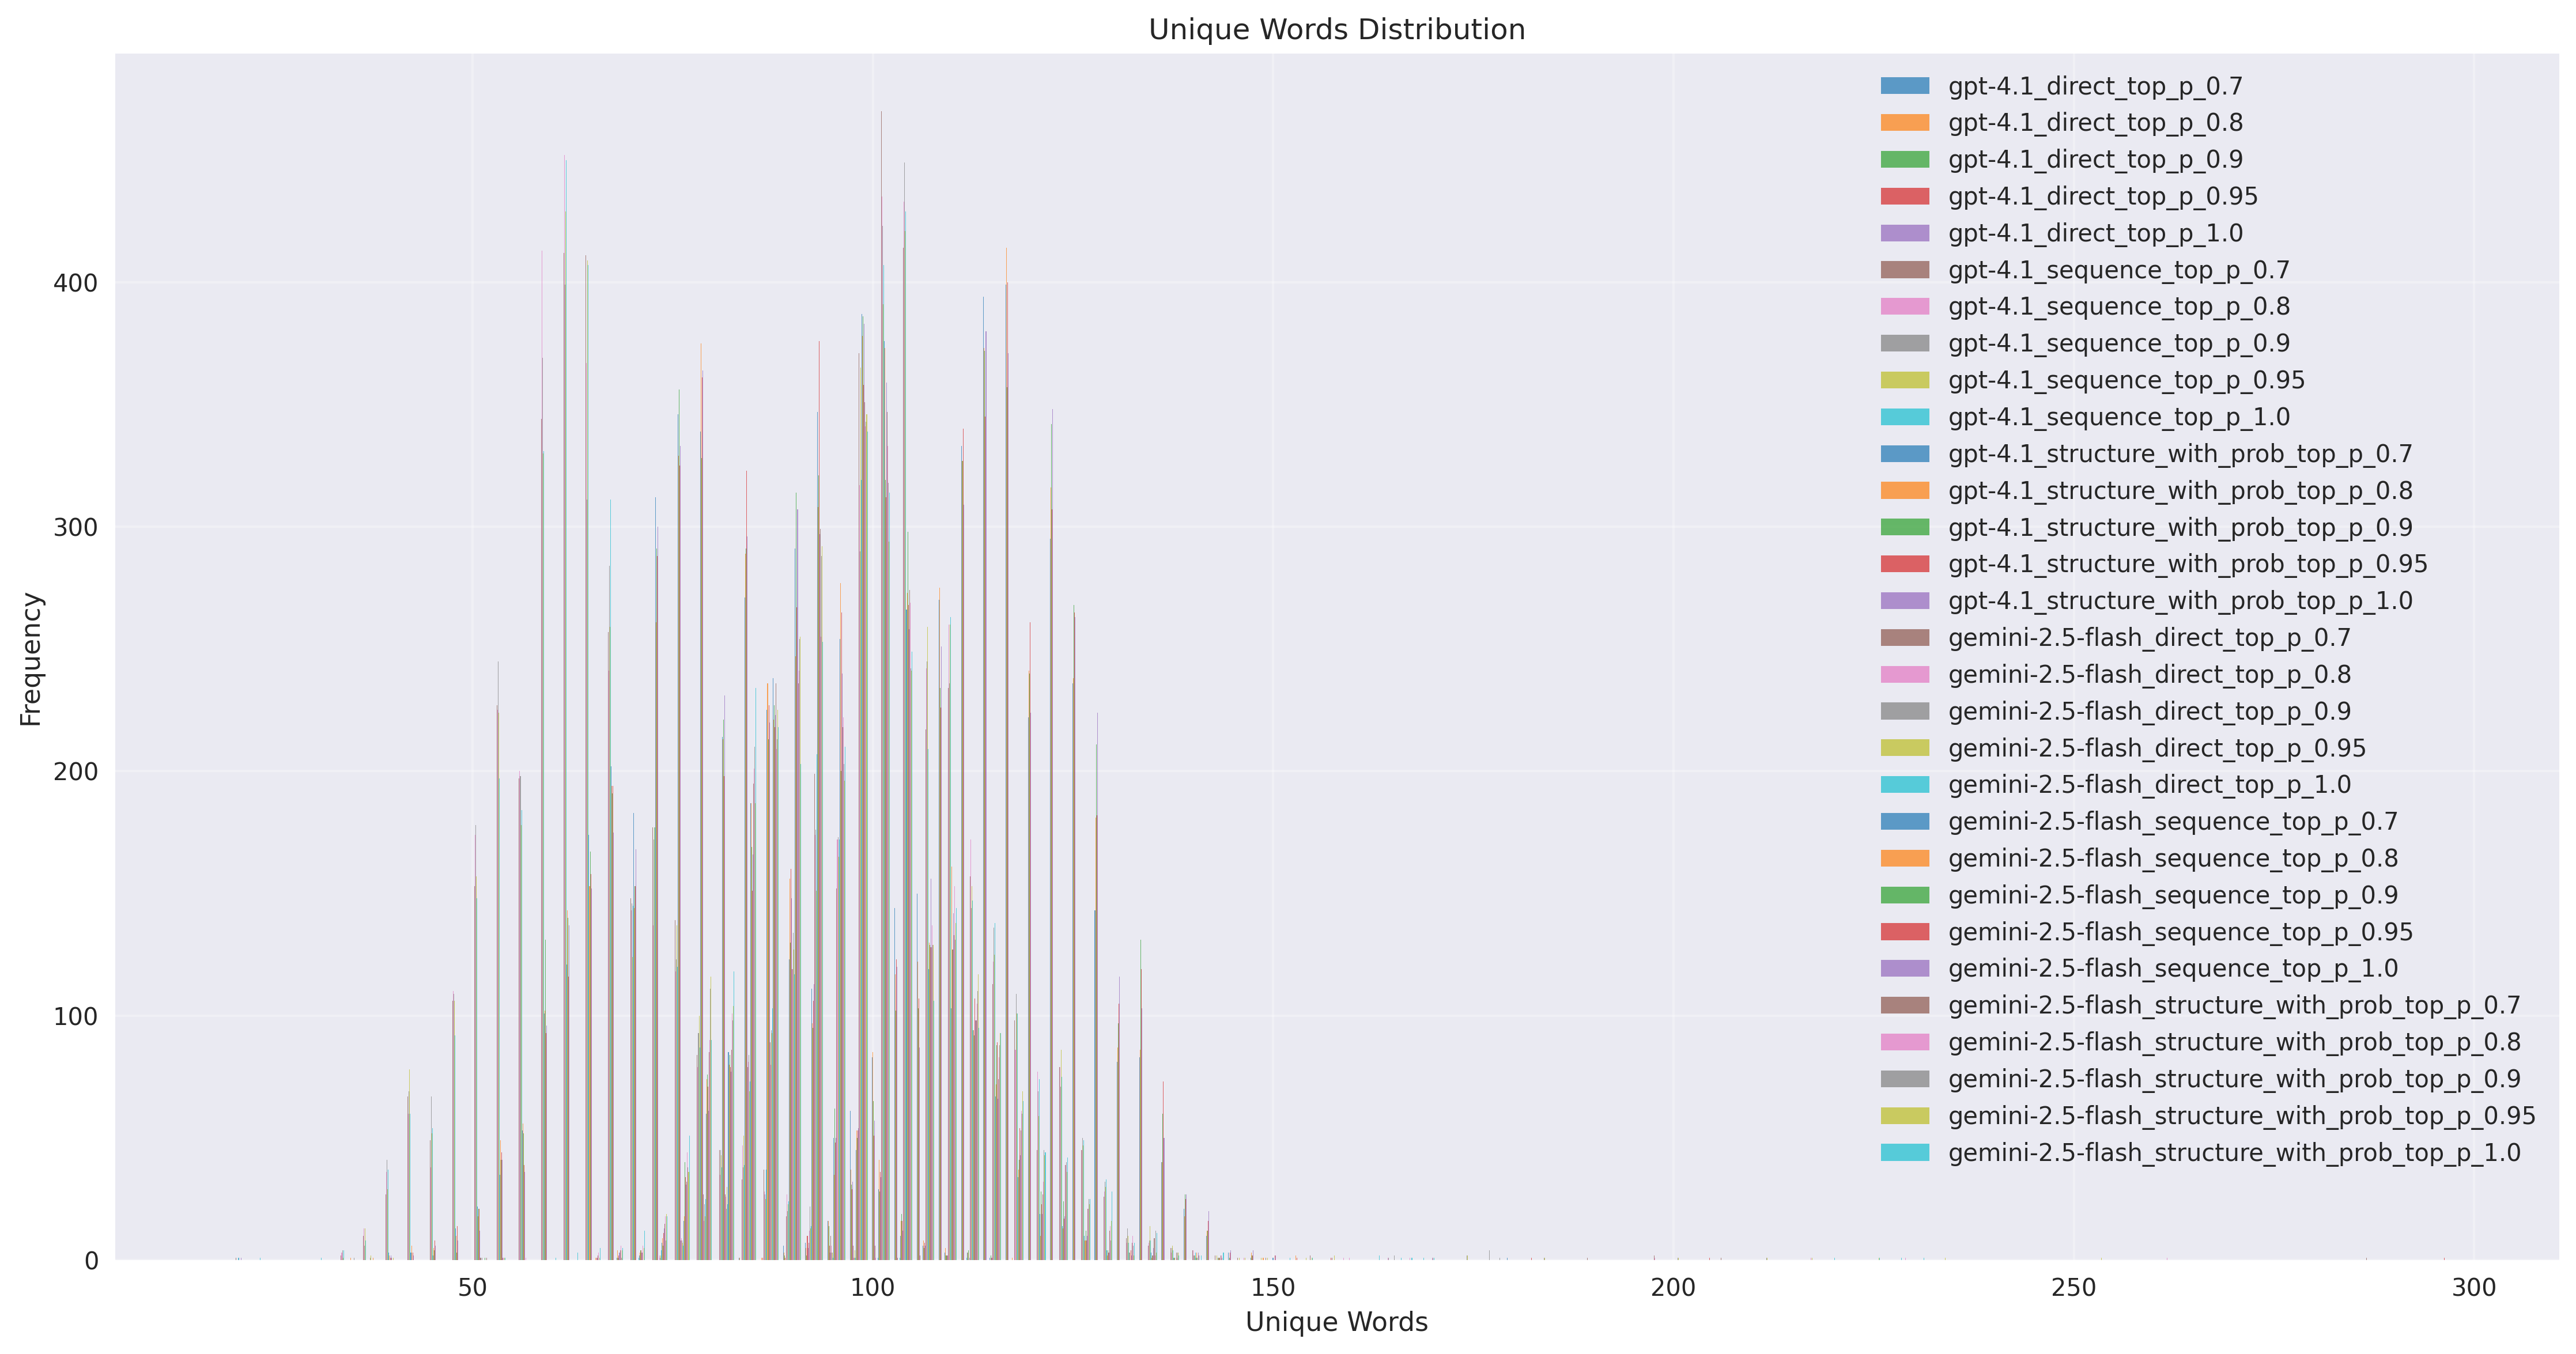 Unique Words Distribution
gpt-4.1_direct_top_p_0.7
gpt-4.1_direct_top_p_0.8
gpt-4.1_direct_top_p_0.9
gpt-4.1_direct_top_p_0.95
gpt-4.1_direct_top_p_1.0
gpt-4.1_sequence_top_p_0.7
gpt-4.1_sequence_top_p_0.8
gpt-4.1_sequence_top_p_0.9
gpt-4.1_sequence_top_p_0.95
gpt-4.1_sequence_top_p_1.0
gpt-4.1_structure_with_prob_top_p_0.7
gpt-4.1_structure_with_prob_top_p_0.8
gpt-4.1_structure_with_prob_top_p_0.9
gpt-4.1_structure_with_prob_top_p_0.95
gpt-4.1_structure_with_prob_top_p_1.0
gemini-2.5-flash_direct_top_p_0.7
gemini-2.5-flash_direct_top_p_0.8
gemini-2.5-flash_direct_top_p_0.9
gemini-2.5-flash_direct_top_p_0.95
gemini-2.5-flash_direct_top_p_1.0
gemini-2.5-flash_sequence_top_p_0.7
gemini-2.5-flash_sequence_top_p_0.8
gemini-2.5-flash_sequence_top_p_0.9
gemini-2.5-flash_sequence_top_p_0.95
gemini-2.5-flash_sequence_top_p_1.0
gemini-2.5-flash_structure_with_prob_top_p_0.7
gemini-2.5-flash_structure_with_prob_top_p_0.8
gemini-2.5-flash_structure_with_prob_top_p_0.9
gemini-2.5-flash_structure_with_prob_top_p_0.95
gemini-2.5-flash_structure_with_prob_top_p_1.0
Frequency
400
300
200
100
0
50 100 150 200 250 300
Unique Words